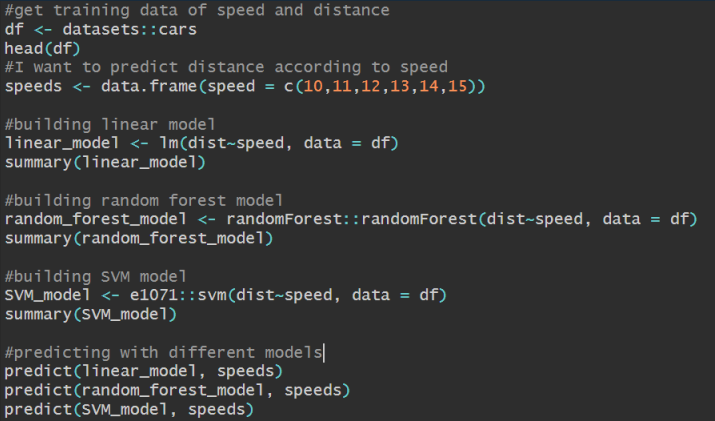 #get training data of speed and distance
df <- datasets::cars
head(df)
#I want to predict distance according to speed
speeds <- data.frame(speed = c(10,11,12,13,14,15))
#building linear model
linear_model <- lm(dist~speed, data = df)
summary(linear_model)
#building random forest model
random_forest_model <- randomForest::randomForest(dist~speed, data = df)
summary(random_forest_model)
#building SVM model
SVM_model <- e1071::svm(dist~speed, data = df)
summary(SVM_model)
#predicting with different models
predict(linear_model, speeds)
predict(random_forest_model, speeds)
predict(SVM_model, speeds)